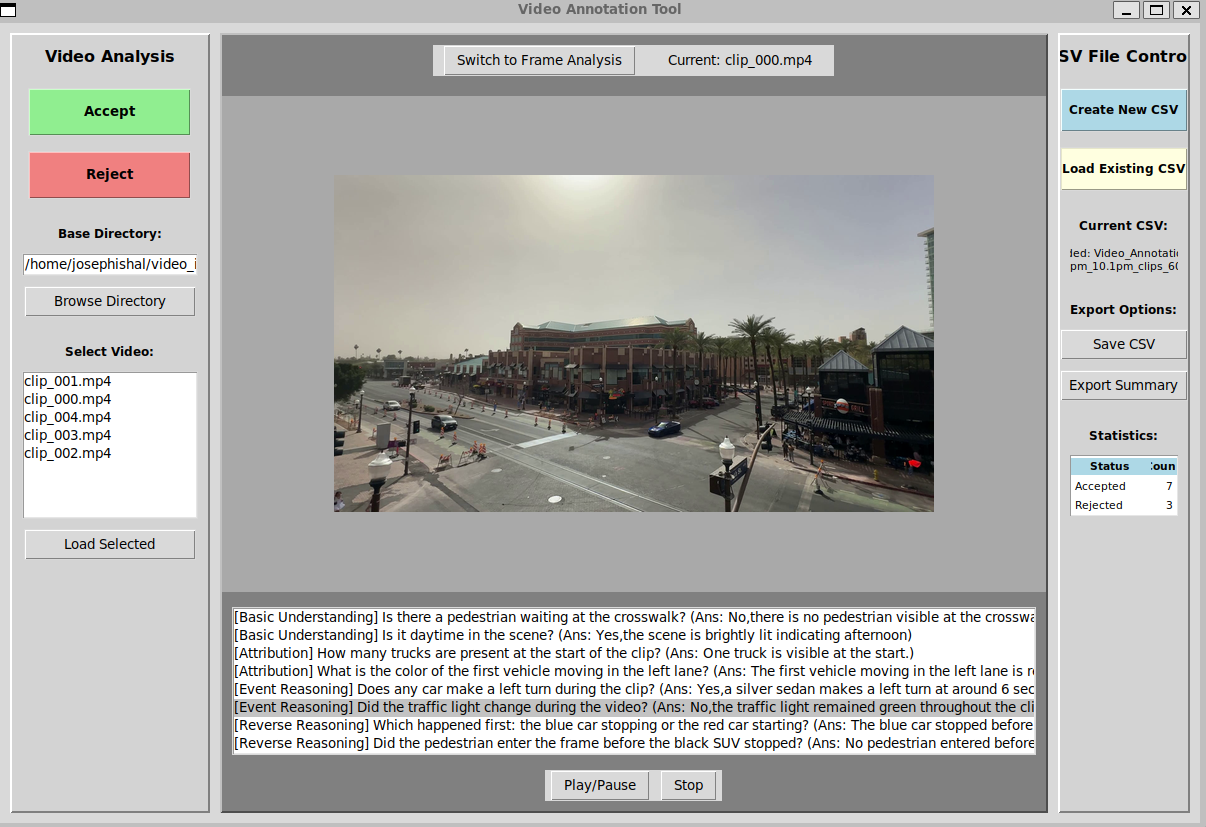 Video Annotation Tool
Video Analysis
Accept
Reject
Base Directory:
/home/josephishal/video_i
Browse Directory
Select Video:
clip_001.mp4
clip_000.mp4
clip_004.mp4
clip_003.mp4
clip_002.mp4
Load Selected
Switch to Frame Analysis
Current: clip_000.mp4
GRILL
[Basic Understanding] Is there a pedestrian waiting at the crosswalk? (Ans: No,there is no pedestrian visible at the crosswa
[Basic Understanding] Is it daytime in the scene? (Ans: Yes,the scene is brightly lit indicating afternoon)
[Attribution] How many trucks are present at the start of the clip? (Ans: One truck is visible at the start.)
[Attribution] What is the color of the first vehicle moving in the left lane? (Ans: The first vehicle moving in the left lane is re
[Event Reasoning] Does any car make a left turn during the clip? (Ans: Yes,a silver sedan makes a left turn at around 6 sec
[Event Reasoning] Did the traffic light change during the video? (Ans: No,the traffic light remained green throughout the cli
[Reverse Reasoning] Which happened first: the blue car stopping or the red car starting? (Ans: The blue car stopped before
[Reverse Reasoning] Did the pedestrian enter the frame before the black SUV stopped? (Ans: No pedestrian entered before
Play/Pause
Stop
SV File Contro
Create New CSV
Load Existing CSV
Current CSV:
ded: Video_Annotatio
pm_10.1pm_clips_60
Export Options:
Save CSV
Export Summary
Statistics:
Status Coun
Accepted 7
Rejected 3